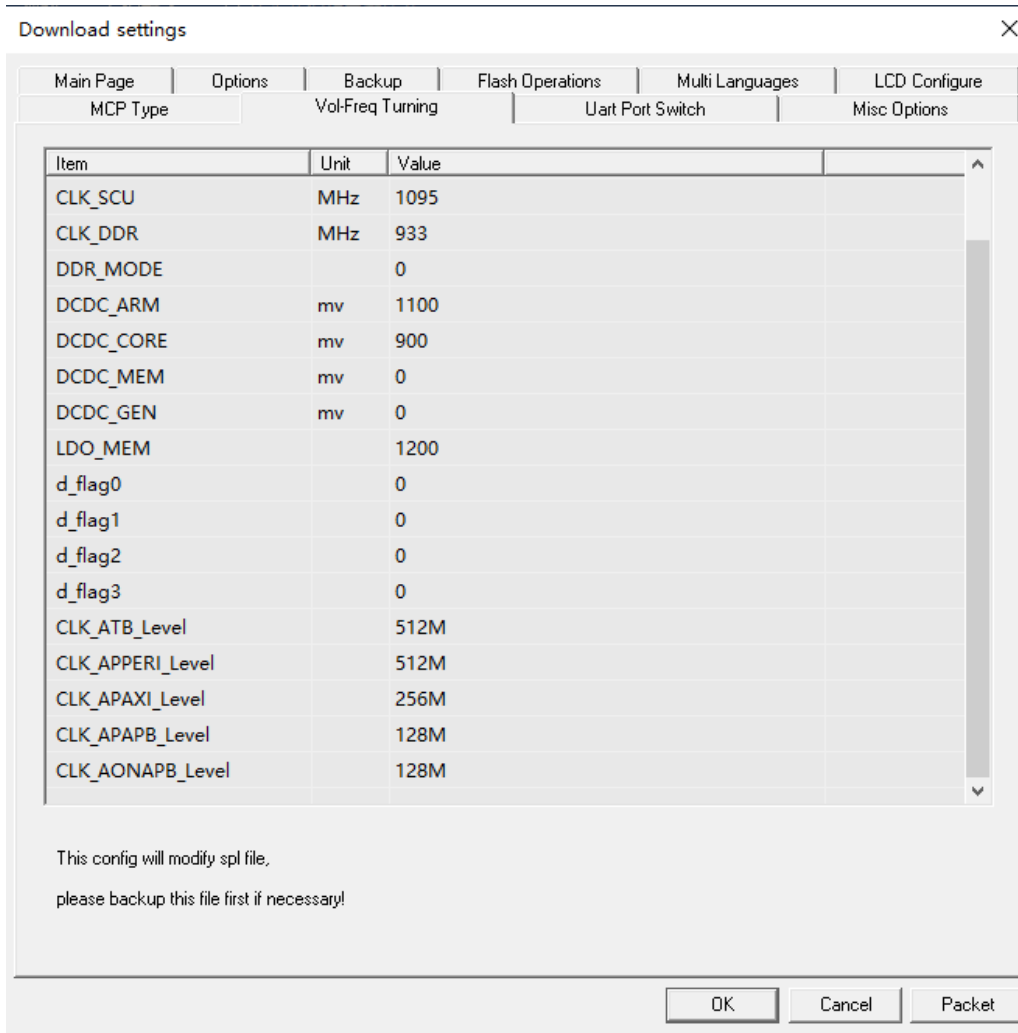 Download settings
Main Page Options Backup Flash Operations Multi Languages LCD Configure
MCP Type Vol-Freq Turning Uart Port Switch Misc Options
Item Unit Value
CLK_SCU MHz 1095
CLK_DDR MHz 933
DDR_MODE 0
DCDC_ARM mv 1100
DCDC_CORE mv 900
DCDC_MEM mv 0
DCDC_GEN mv 0
LDO_MEM 1200
d_flag0 0
d_flag1 0
d_flag2 0
d_flag3 0
CLK_ATB_Level 512M
CLK_APPERI_Level 512M
CLK_APAXI_Level 256M
CLK_APAPB_Level 128M
CLK_AONAPB_Level 128M
This config will modify spl file,
please backup this file first if necessary!
OK Cancel Packet